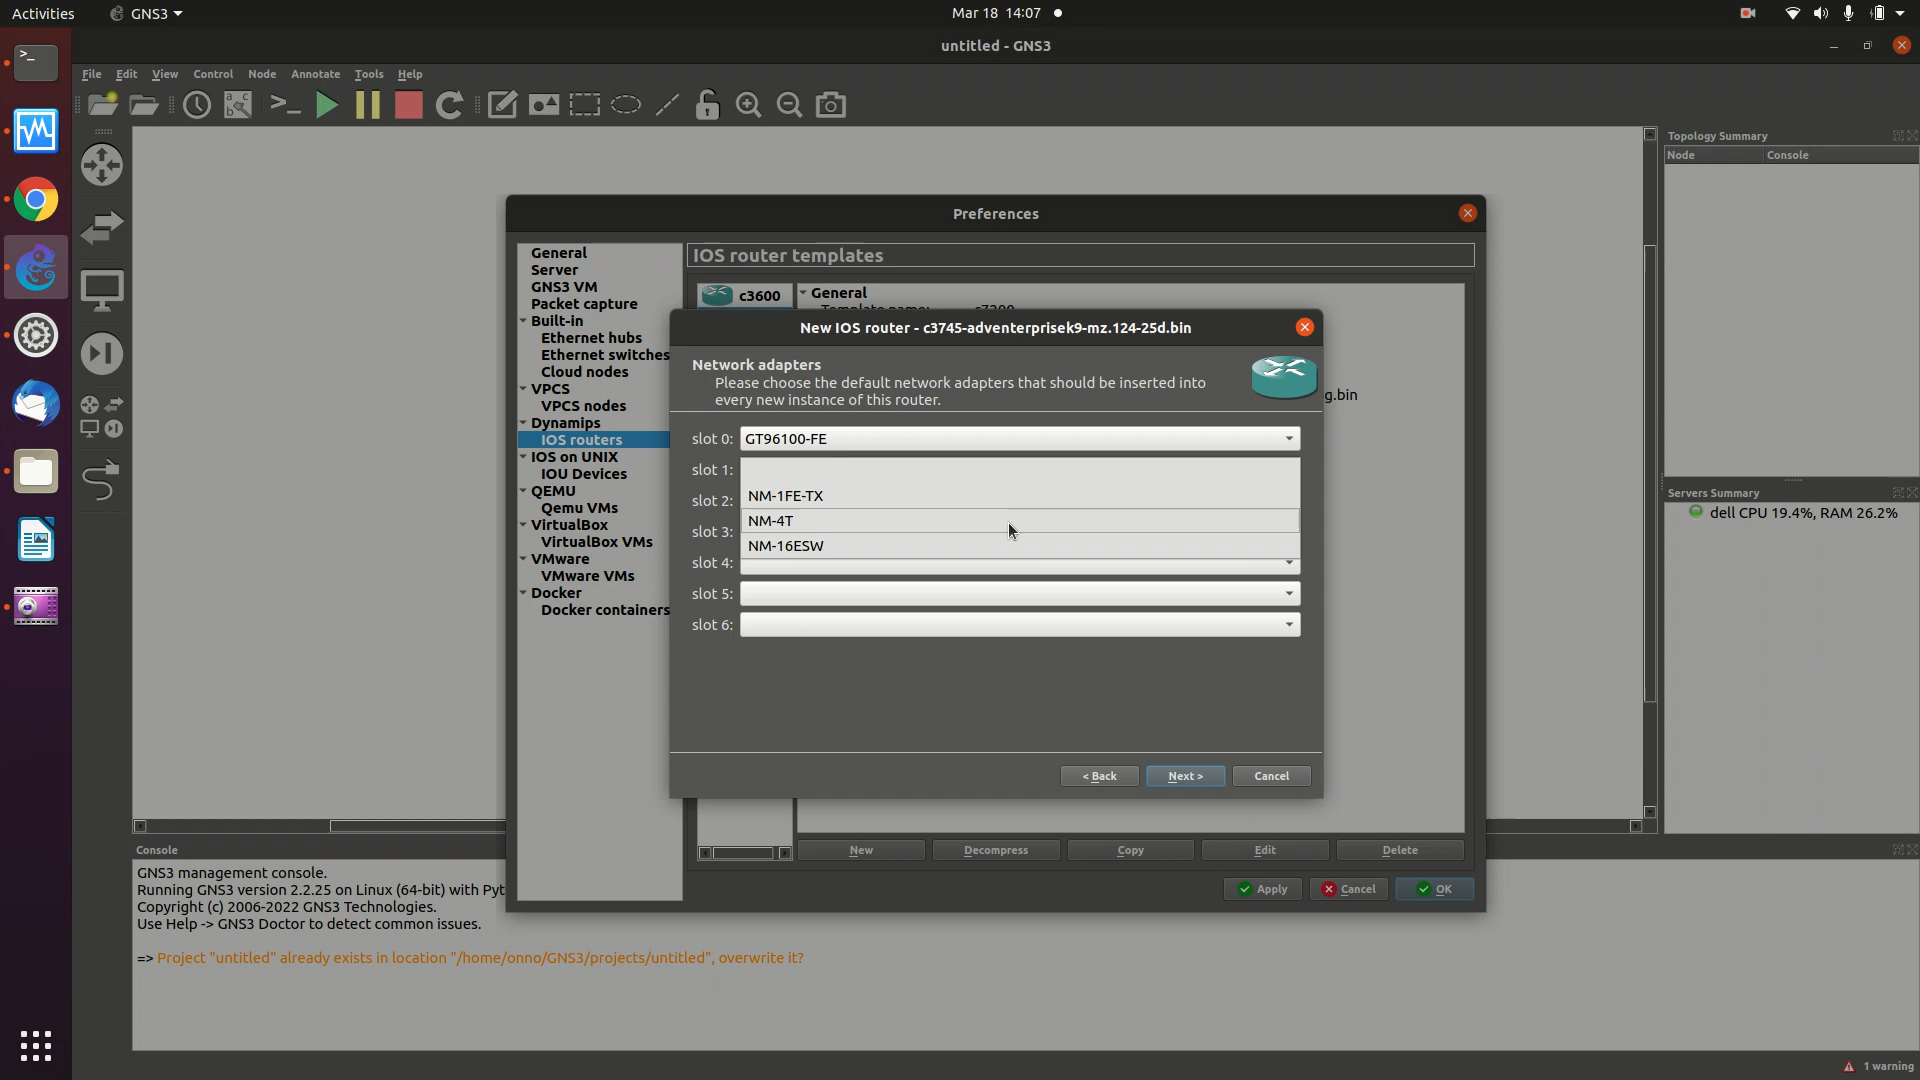 Activities
GNS3
Mar 18 14:07
untitled - GNS3
File Edit View Control Node Annotate Tools Help
Topology Summary
Node Console
Servers Summary
dell CPU 19.4%, RAM 26.2%
Preferences
General
Server
GNS3 VM
Packet capture
Built-in
Ethernet hubs
Ethernet switches
Cloud nodes
VPCS
VPCS nodes
Dynamips
IOS routers
IOS on UNIX
IOU Devices
QEMU
Qemu VMs
VirtualBox
VirtualBox VMs
VMware
VMware VMs
Docker
Docker containers
IOS router templates
c3600
General
g.bin
New IOS router - c3745-adventerprisek9-mz.124-25d.bin
Network adapters
Please choose the default network adapters that should be inserted into
every new instance of this router.
slot 0: GT96100-FE
slot 1:
NM-1FE-TX
slot 2:
NM-4T
slot 3:
NM-16ESW
slot 4:
slot 5:
slot 6:
< Back Next > Cancel
New Decompress Copy Edit Delete
Apply Cancel OK
Console
GNS3 management console.
Running GNS3 version 2.2.25 on Linux (64-bit) with Pyt
Copyright (c) 2006-2022 GNS3 Technologies.
Use Help -> GNS3 Doctor to detect common issues.
=> Project "untitled" already exists in location "/home/onno/GNS3/projects/untitled", overwrite it?
1 warning